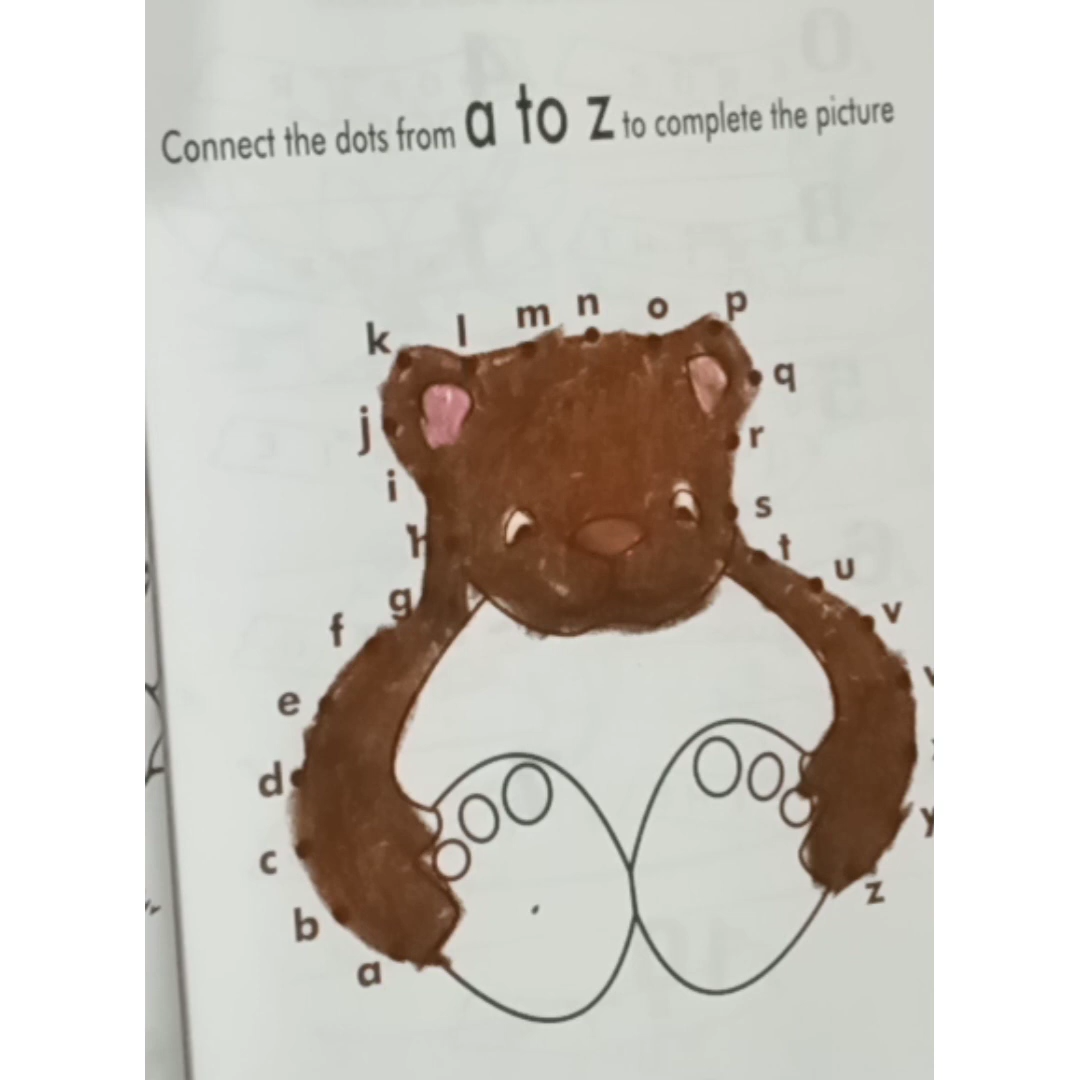 Connect the dots from a to z to complete the picture
k l m n o p
j q
r
i
s
h t
u
g v
f
e
d
c y
b z
a